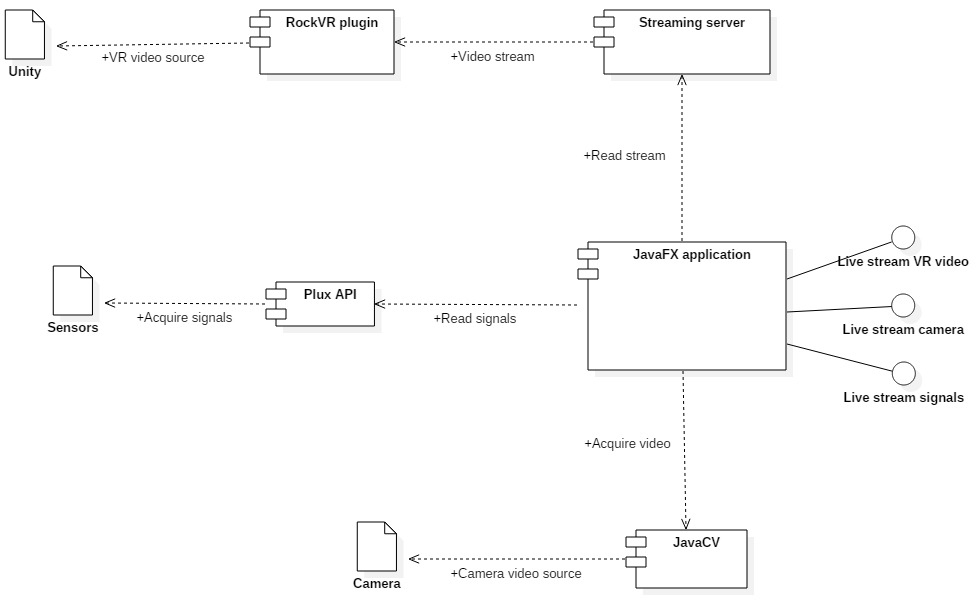 RockVR plugin
Streaming server
+VR video source
+Video stream
Unity
+Read stream
JavaFX application
Live stream VR video
Plux API
Sensors
+Acquire signals
+Read signals
Live stream camera
Live stream signals
+Acquire video
JavaCV
Camera
+Camera video source